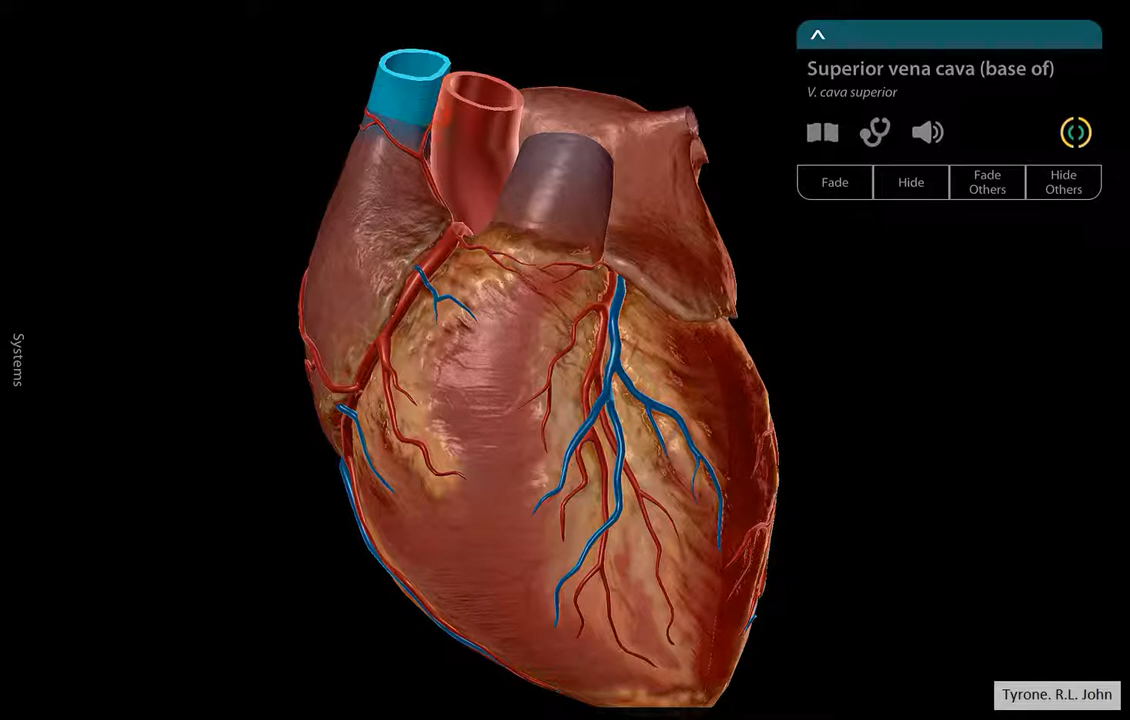 Superior vena cava (base of)
V. cava superior
Fade
Hide
Fade
Others
Hide
Others
Systems
Tyrone. R.L. John